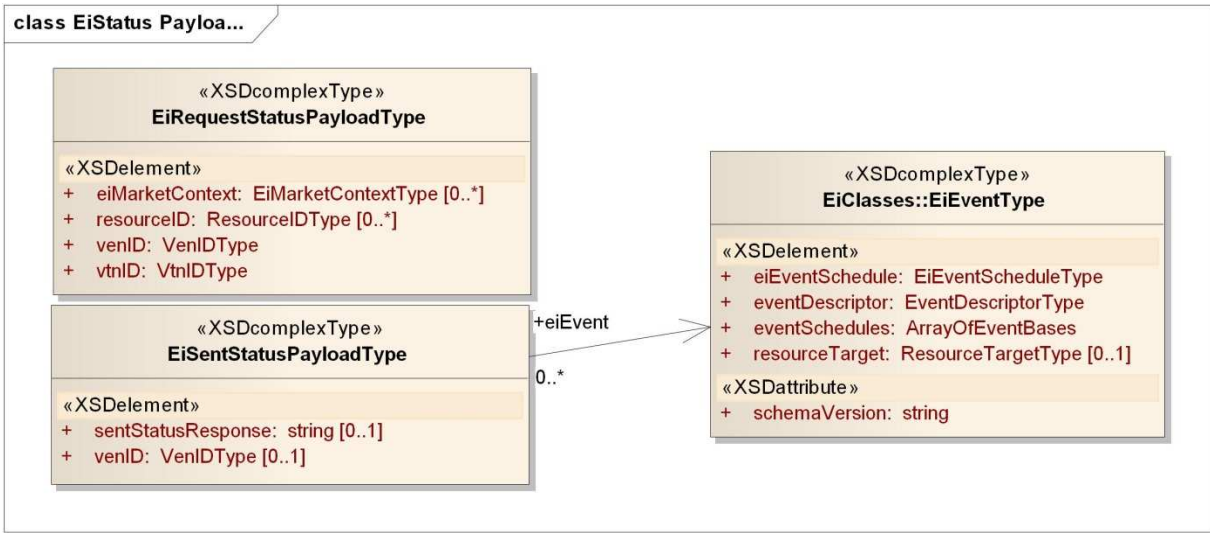 class EiStatus Payloa...
«XSDcomplexType»
EiRequestStatusPayloadType
«XSDelement»
+ eiMarketContext: EiMarketContextType [0..*]
+ resourceID: ResourceIDType [0..*]
+ venID: VenIDType
+ vtnID: VtnIDType
«XSDcomplexType»
EiSentStatusPayloadType
«XSDelement»
+ sentStatusResponse: string [0..1]
+ venID: VenIDType [0..1]
+eiEvent
0..*
«XSDcomplexType»
EiClasses::EiEventType
«XSDelement»
+ eiEventSchedule: EiEventScheduleType
+ eventDescriptor: EventDescriptorType
+ eventSchedules: ArrayOfEventBases
+ resourceTarget: ResourceTargetType [0..1]
«XSDattribute»
+ schemaVersion: string